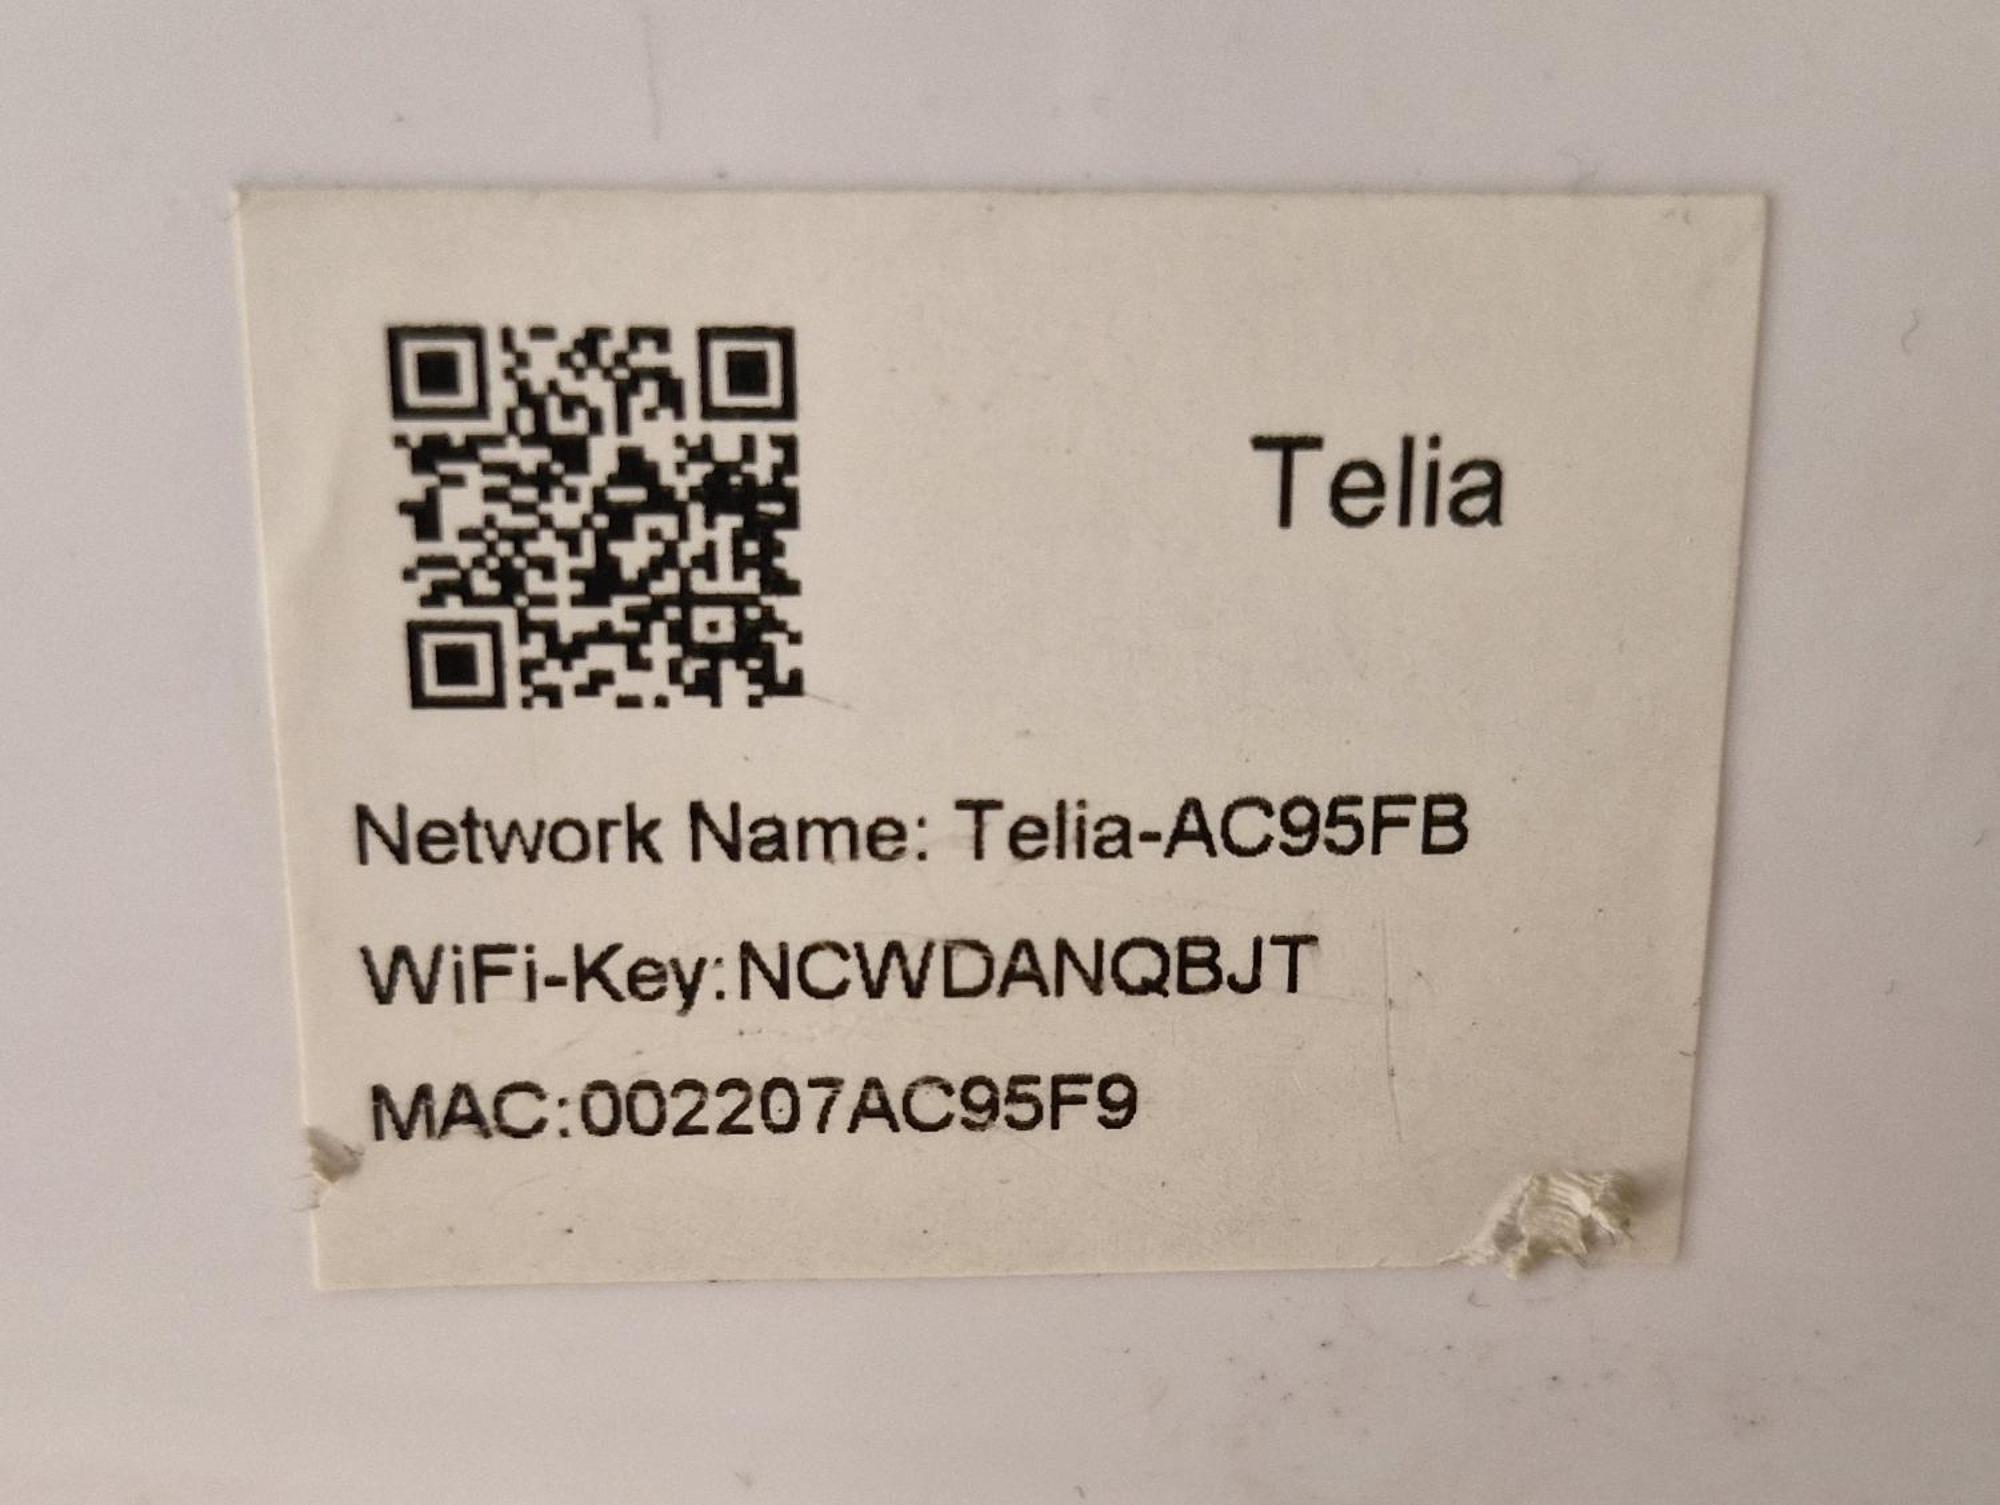 Telia
Network Name: Telia-AC95FB
WiFi-Key:NCWDANQBJT
MAC:002207AC95F9